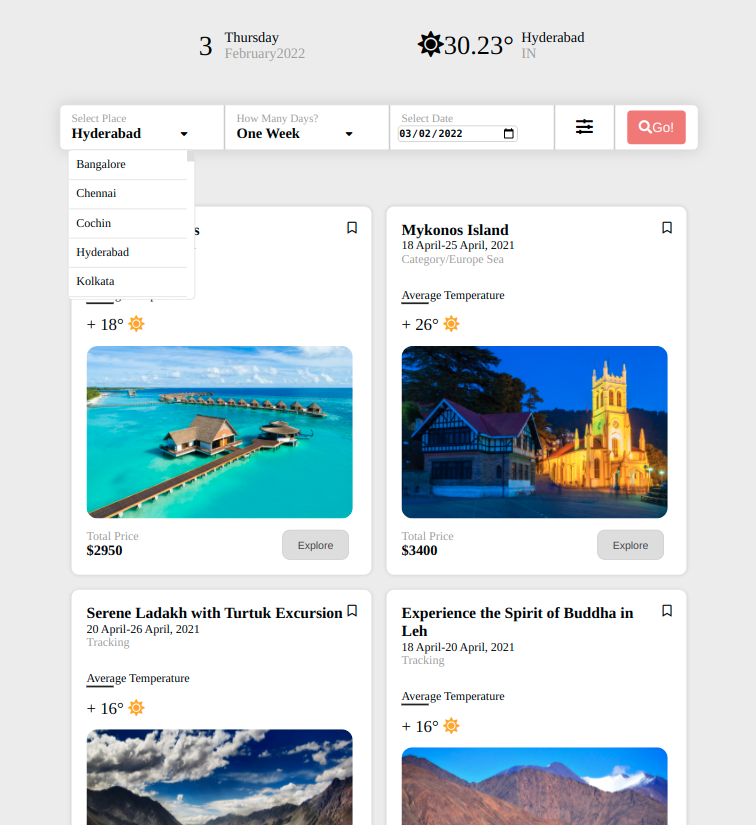 3
Thursday
February2022
30.23°
Hyderabad
IN
Select Place
Hyderabad
How Many Days?
One Week
Select Date
03/02/2022
Go!
Bangalore
Chennai
Cochin
Hyderabad
Kolkata
+ 18°
Total Price
$2950
Explore
Mykonos Island
18 April-25 April, 2021
Category/Europe Sea
Average Temperature
+ 26°
Total Price
$3400
Explore
Serene Ladakh with Turtuk Excursion
20 April-26 April, 2021
Tracking
Average Temperature
+ 16°
Experience the Spirit of Buddha in
Leh
18 April-20 April, 2021
Tracking
Average Temperature
+ 16°